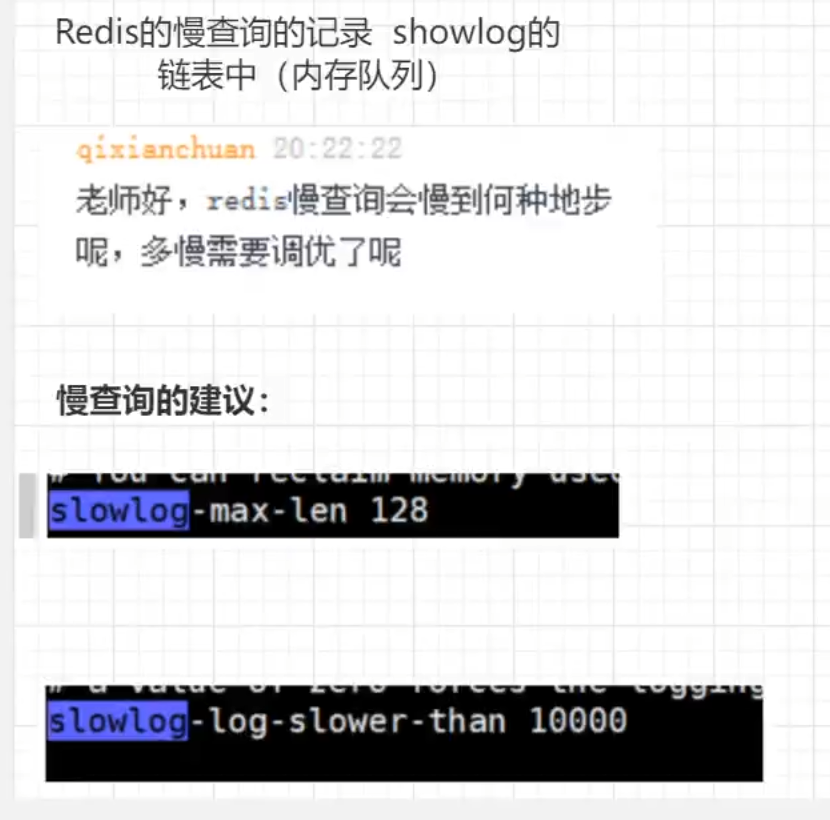 Redis的慢查询的记录 showlog的
链表中（内存队列）
qixianchuan 20:22:22
老师好，redis慢查询会慢到何种地步
呢，多慢需要调优了呢
慢查询的建议：
# You can reclaim memory used
slowlog-max-len 128
# a value of zero forces the logging
slowlog-log-slower-than 10000